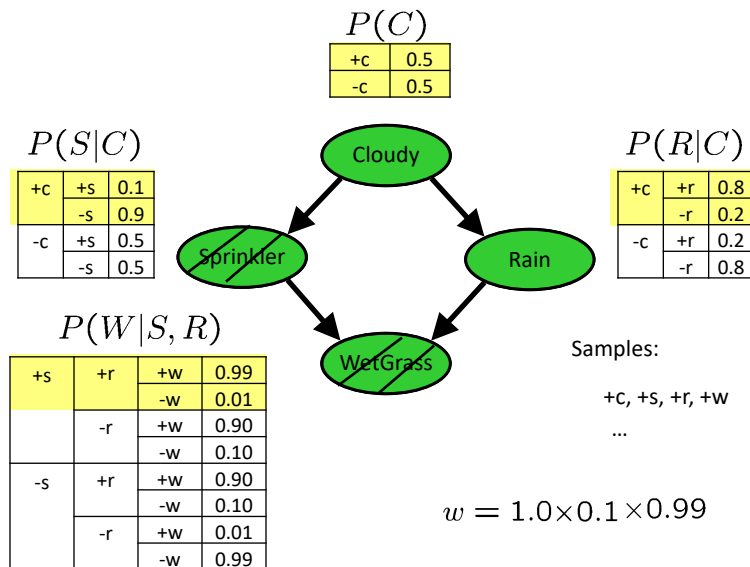 P(C)
+c 0.5
-c 0.5
P(S|C)
+c +s 0.1
-s 0.9
-c +s 0.5
-s 0.5
Cloudy
P(R|C)
+c +r 0.8
-r 0.2
-c +r 0.2
-r 0.8
Sprinkler
Rain
P(W|S, R)
+s +r +w 0.99
-w 0.01
-r +w 0.90
-w 0.10
-s +r +w 0.90
-w 0.10
-r +w 0.01
-w 0.99
WetGrass
Samples:
+c, +s, +r, +w
...
w = 1.0×0.1×0.99